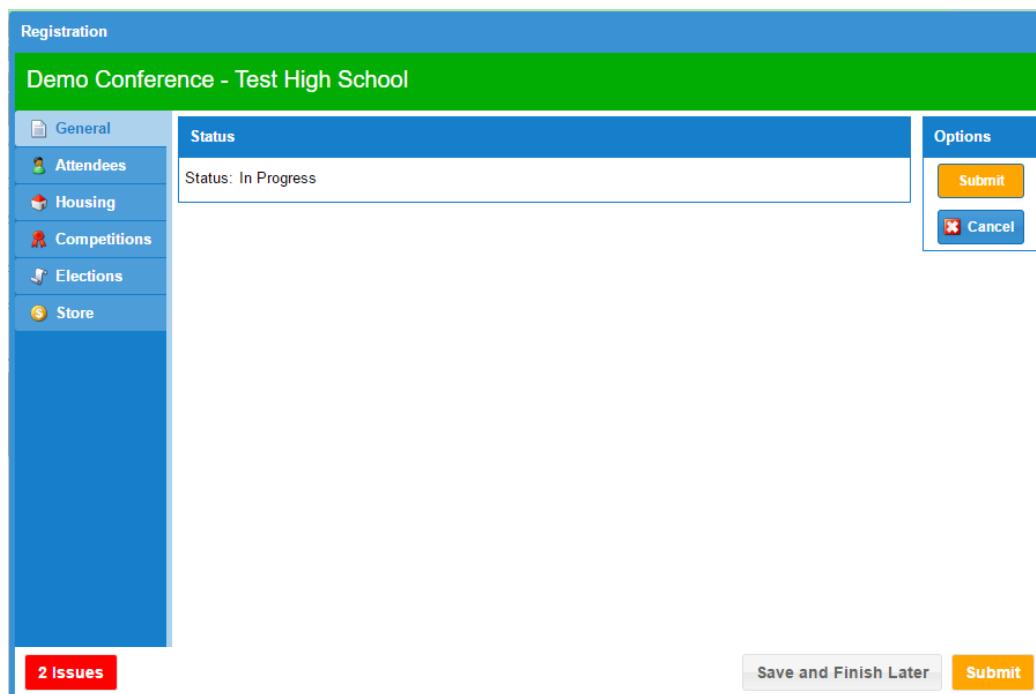 Registration
Demo Conference - Test High School
General
Attendees
Housing
Competitions
Elections
Store
Status
Status: In Progress
Options
Submit
Cancel
2 Issues
Save and Finish Later
Submit